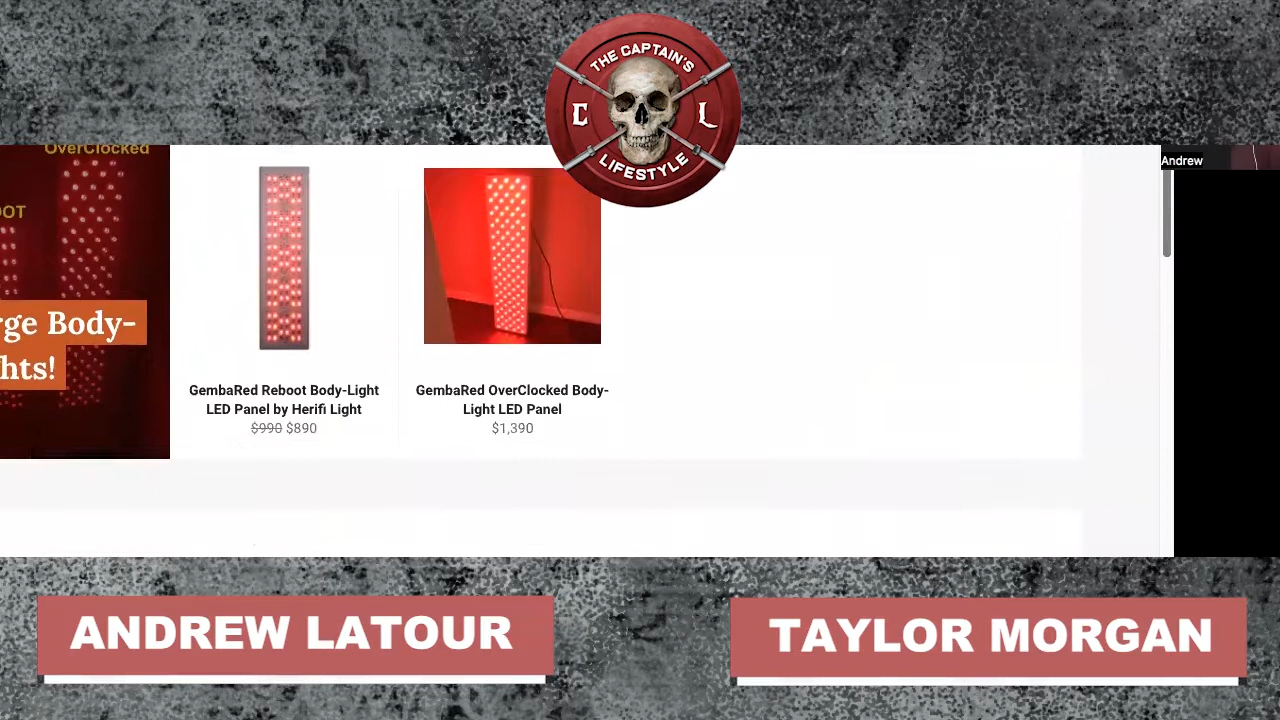 THE CAPTAIN'S
C L
LIFESTYLE
Andrew
OverClocked
OOT
rge Body-
hts!
GembaRed Reboot Body-Light
LED Panel by Herifi Light
$990 $890
GembaRed OverClocked Body-
Light LED Panel
$1,390
ANDREW LATOUR
TAYLOR MORGAN